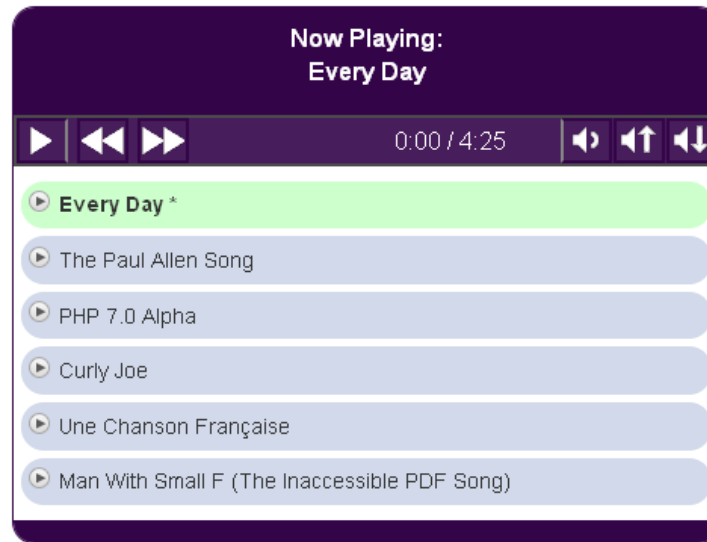 Now Playing:
Every Day
0:00 / 4:25
Every Day *
The Paul Allen Song
PHP 7.0 Alpha
Curly Joe
Une Chanson Française
Man With Small F (The Inaccessible PDF Song)